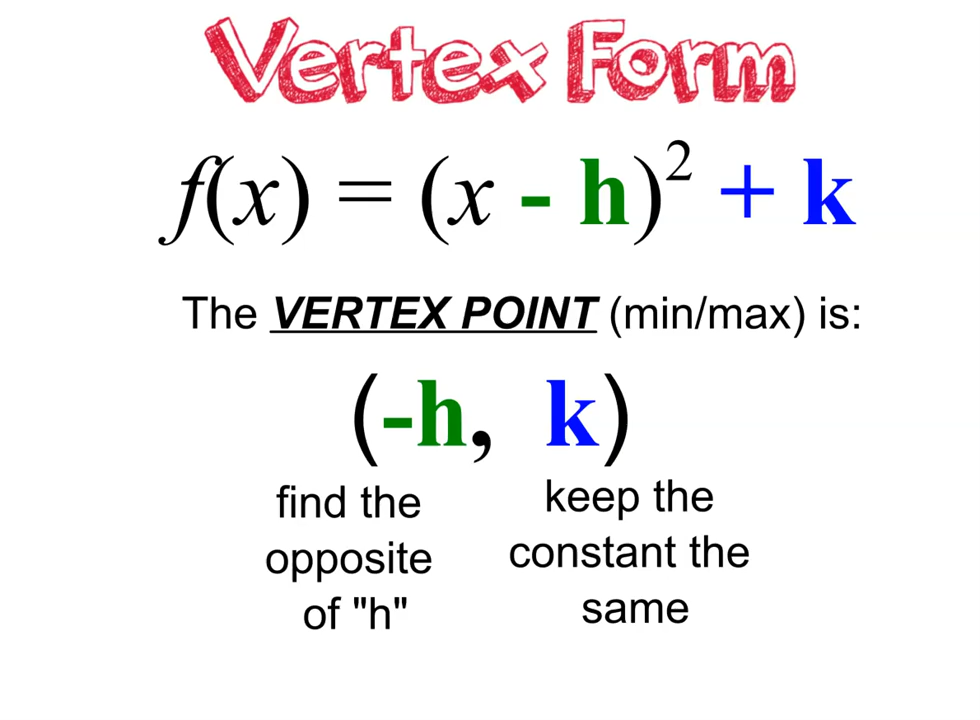 Vertex Form
f(x) = (x - h)² + k
The VERTEX POINT (min/max) is:
(-h, k)
find the
opposite
of "h"
keep the
constant the
same